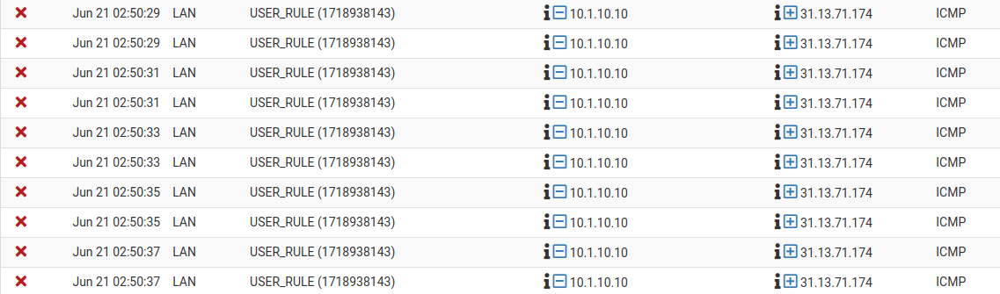 Jun 21 02:50:29 LAN USER_RULE (1718938143) 10.1.10.10 31.13.71.174 ICMP
Jun 21 02:50:29 LAN USER_RULE (1718938143) 10.1.10.10 31.13.71.174 ICMP
Jun 21 02:50:31 LAN USER_RULE (1718938143) 10.1.10.10 31.13.71.174 ICMP
Jun 21 02:50:31 LAN USER_RULE (1718938143) 10.1.10.10 31.13.71.174 ICMP
Jun 21 02:50:33 LAN USER_RULE (1718938143) 10.1.10.10 31.13.71.174 ICMP
Jun 21 02:50:33 LAN USER_RULE (1718938143) 10.1.10.10 31.13.71.174 ICMP
Jun 21 02:50:35 LAN USER_RULE (1718938143) 10.1.10.10 31.13.71.174 ICMP
Jun 21 02:50:35 LAN USER_RULE (1718938143) 10.1.10.10 31.13.71.174 ICMP
Jun 21 02:50:37 LAN USER_RULE (1718938143) 10.1.10.10 31.13.71.174 ICMP
Jun 21 02:50:37 LAN USER_RULE (1718938143) 10.1.10.10 31.13.71.174 ICMP